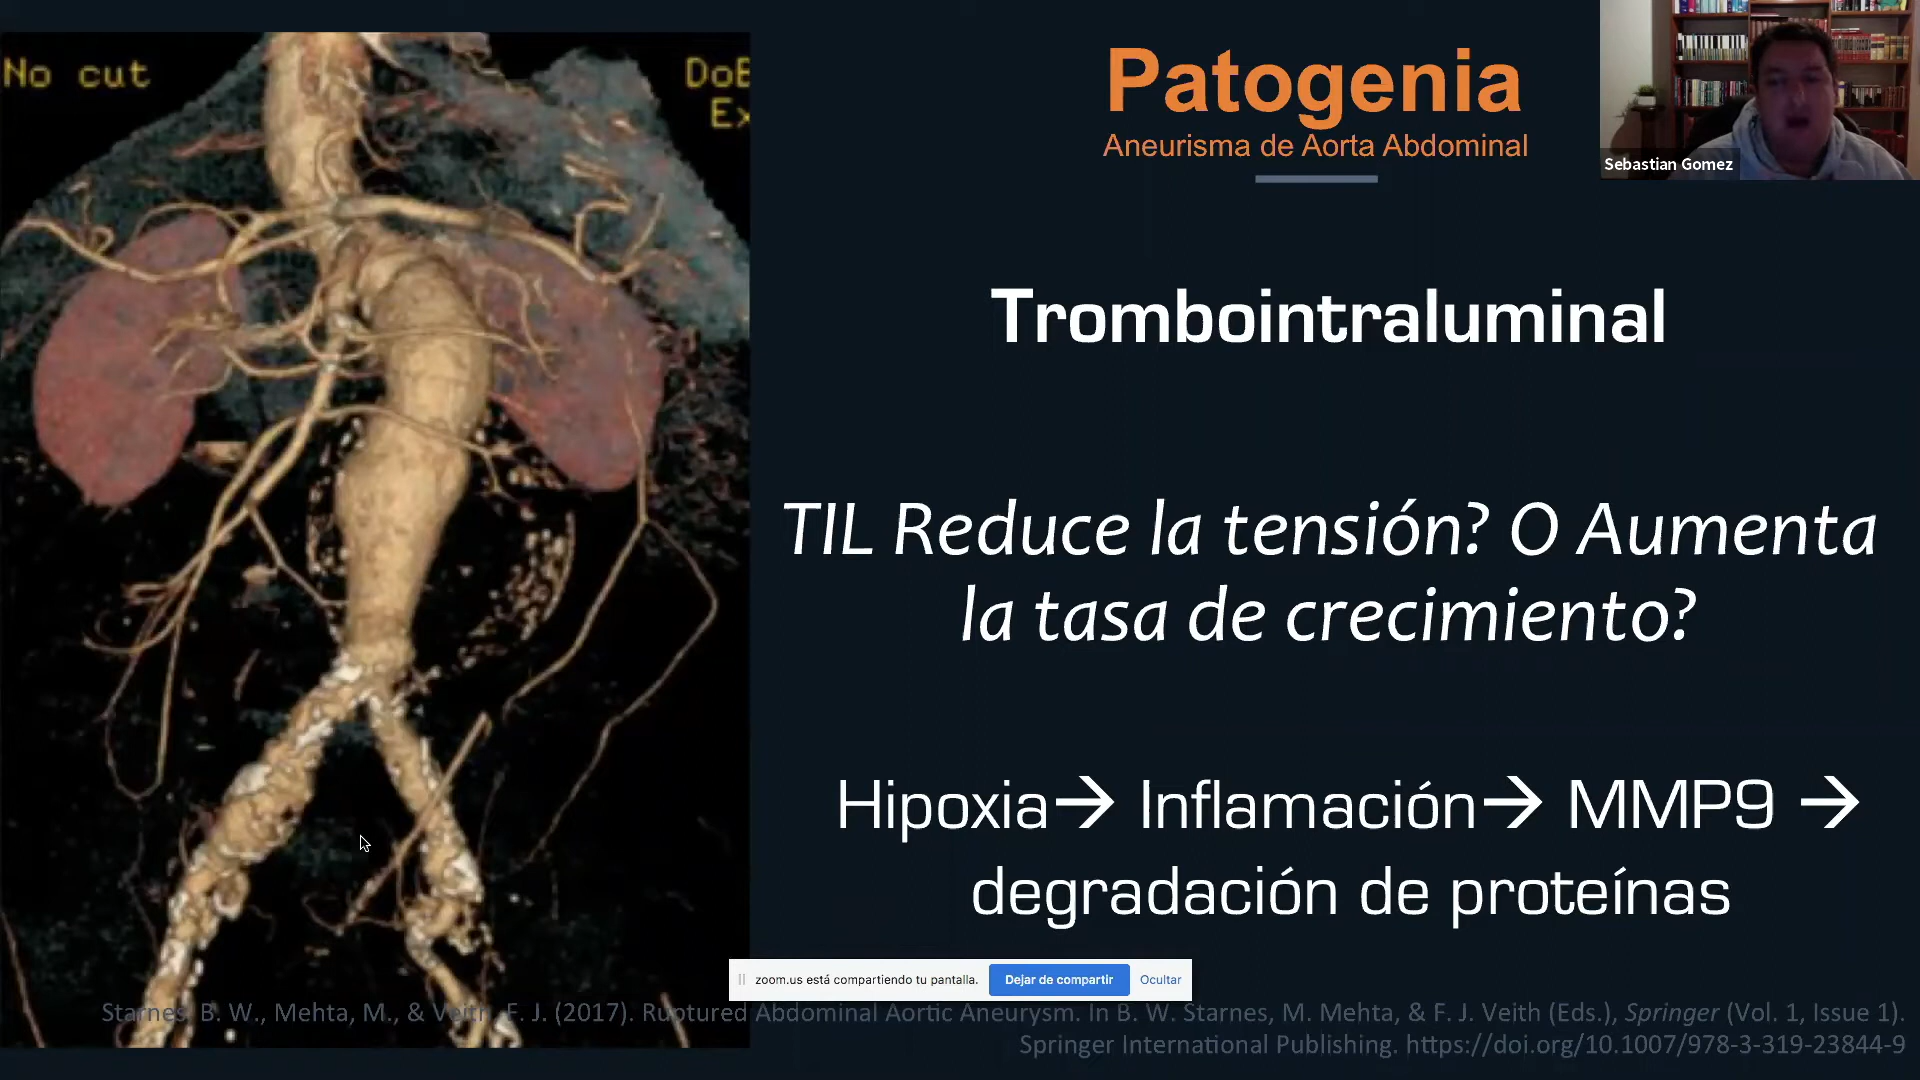 No cut
DoE
Ex
Patogenia
Aneurisma de Aorta Abdominal
Sebastian Gomez
Trombointraluminal
TIL Reduce la tensión? O Aumenta
la tasa de crecimiento?
Hipoxia→ Inflamación→ MMP9 →
degradación de proteínas
zoom.us está compartiendo tu pantalla. Dejar de compartir Ocultar
Starnes, B. W., Mehta, M., & Veith, F. J. (2017). Ruptured Abdominal Aortic Aneurysm. In B. W. Starnes, M. Mehta, & F. J. Veith (Eds.), Springer (Vol. 1, Issue 1).
Springer International Publishing. https://doi.org/10.1007/978-3-319-23844-9